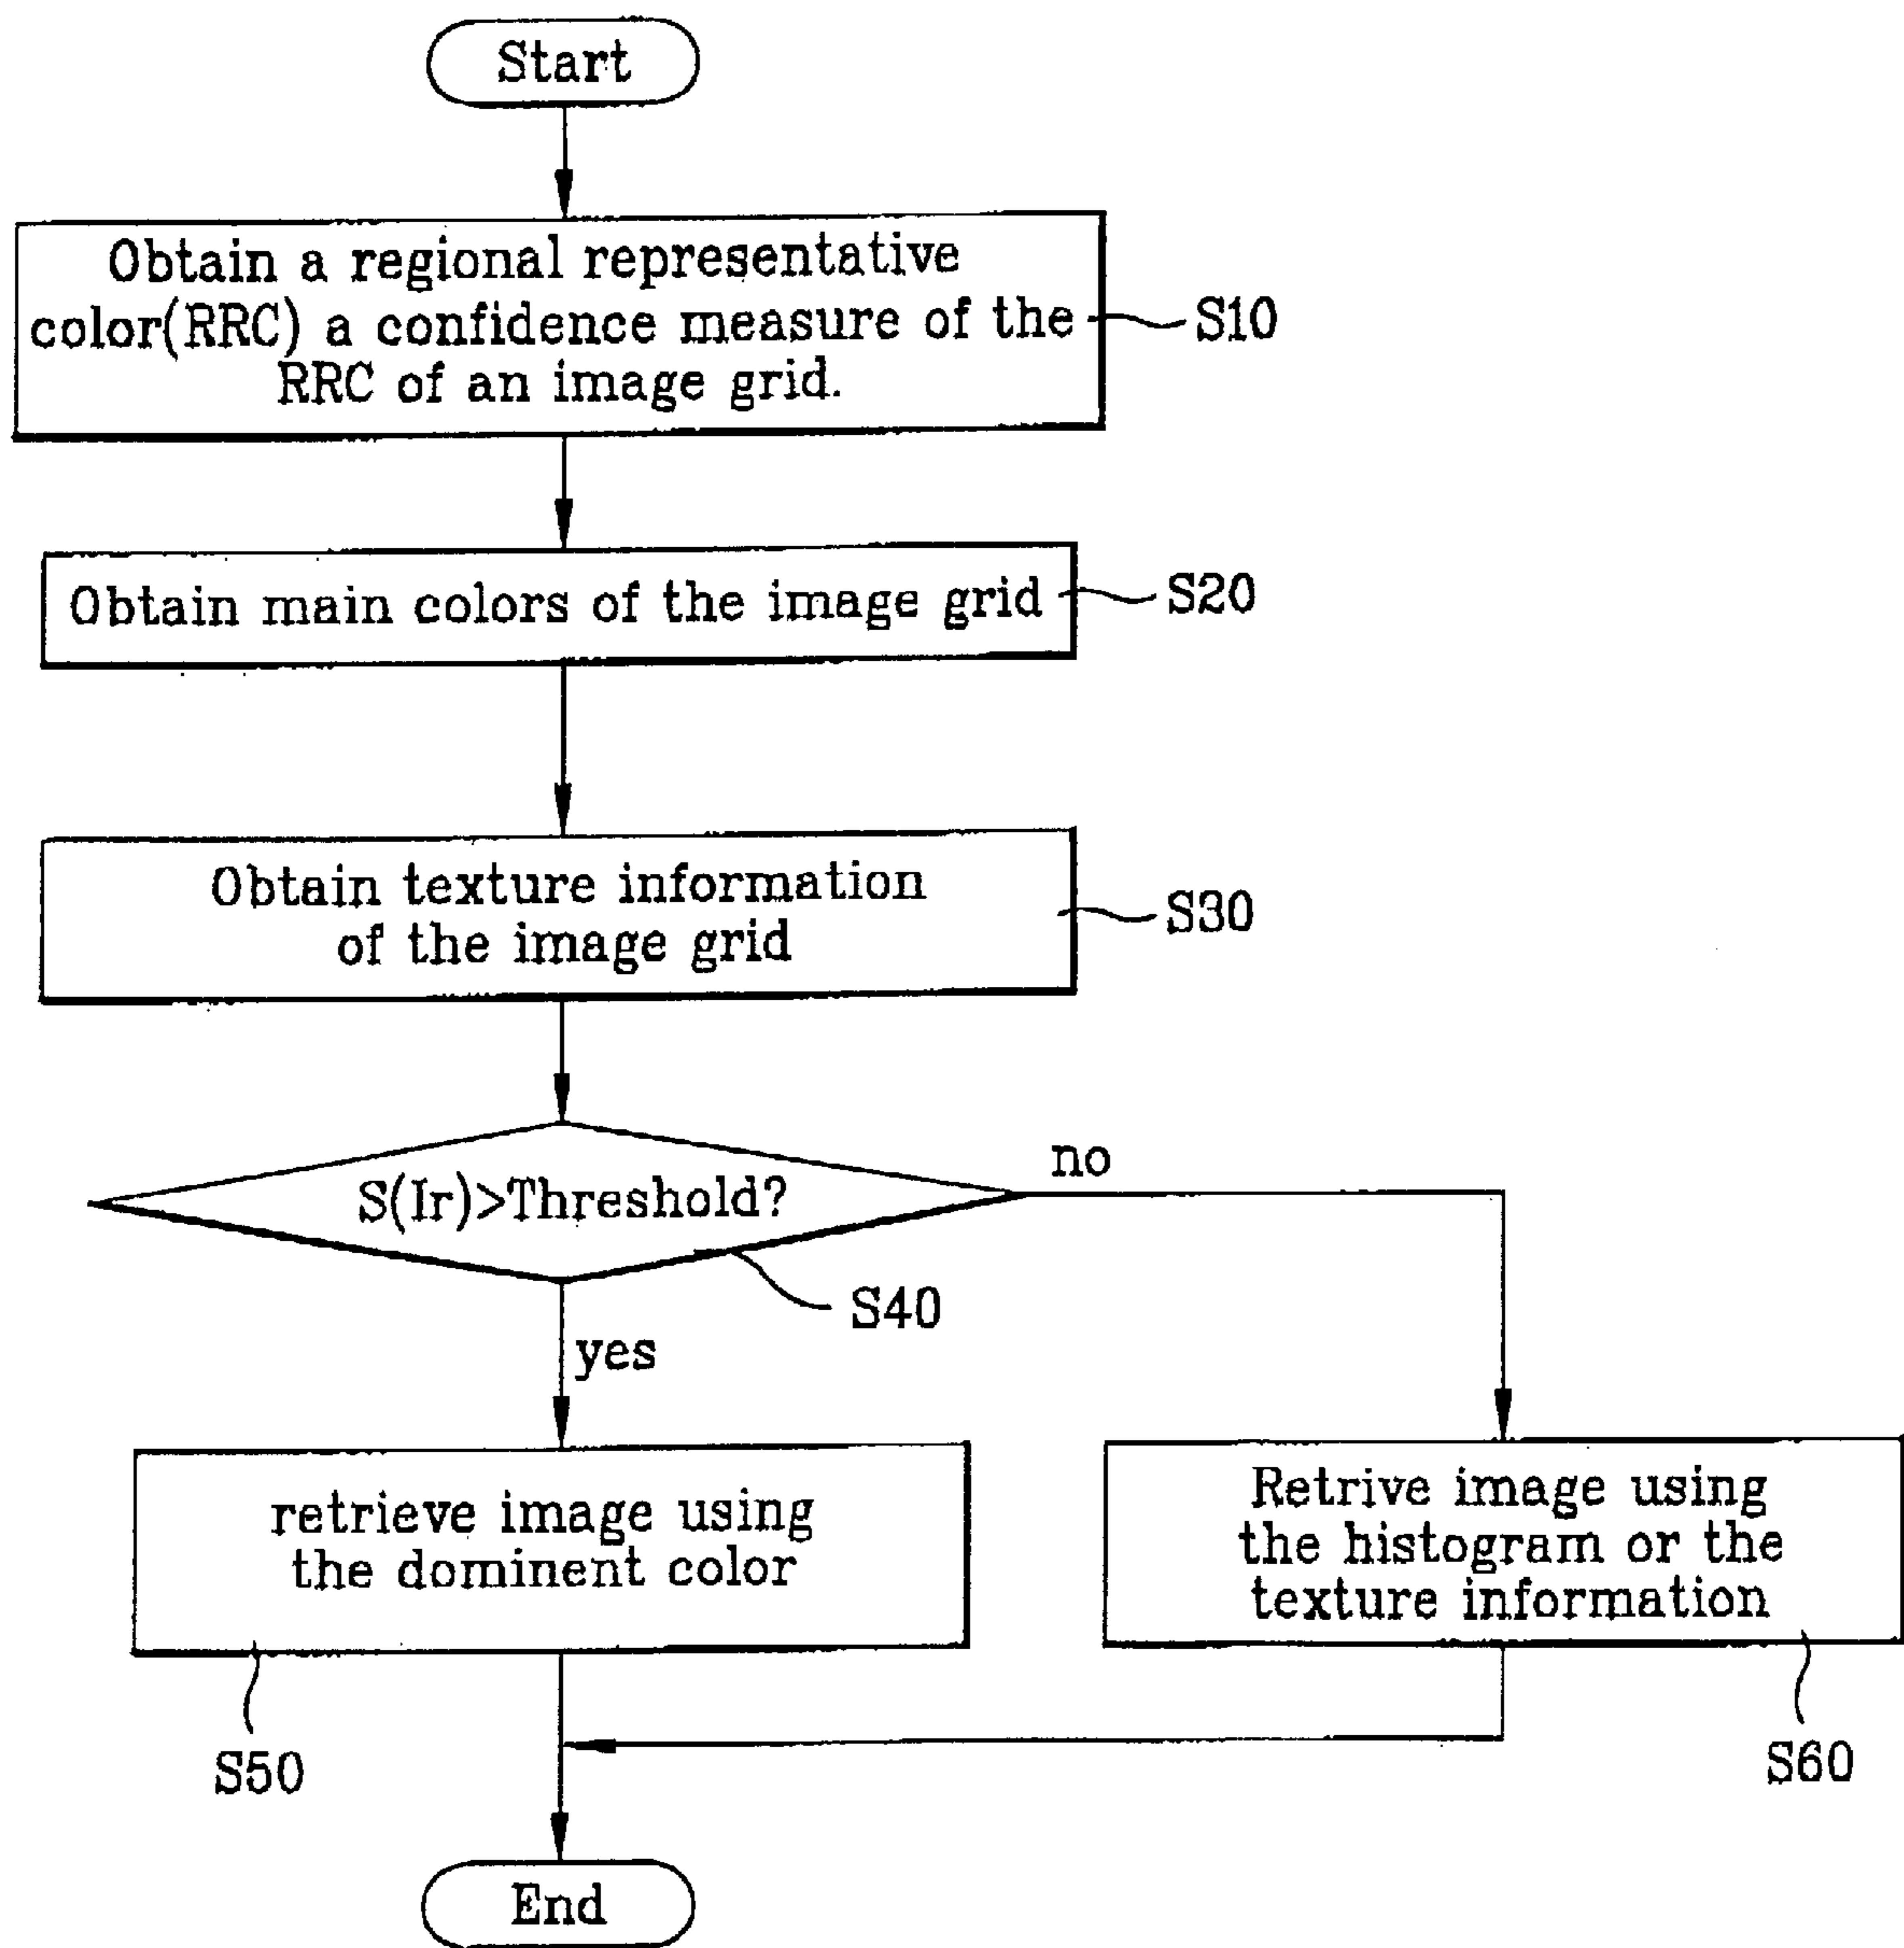 Start
Obtain a regional representative
color(RRC) a confidence measure of the
RRC of an image grid.
S10
Obtain main colors of the image grid
S20
Obtain texture information
of the image grid
S30
S(Ir)>Threshold?
no
S40
yes
retrieve image using
the dominent color
Retrive image using
the histogram or the
texture information
S50
S60
End